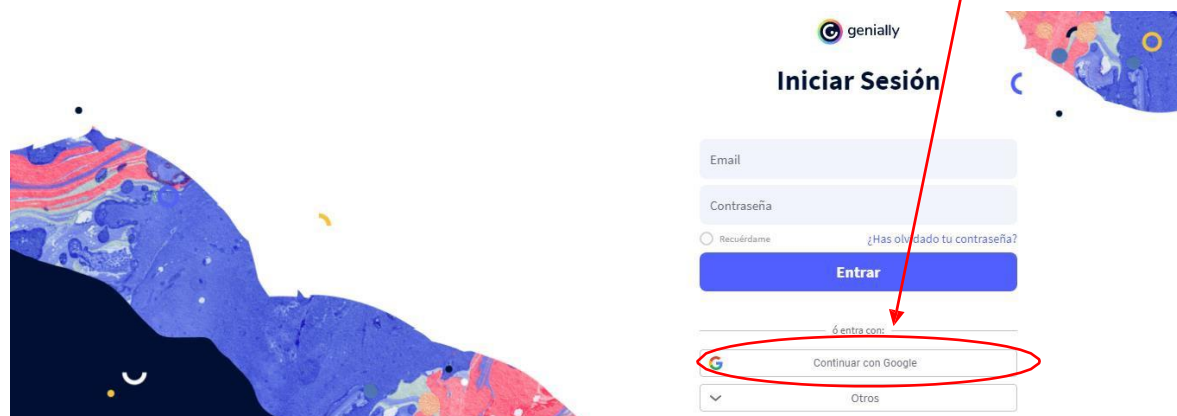 genially
Iniciar Sesión
Email
Contraseña
Recuérdame ¿Has olvidado tu contraseña?
Entrar
ó entra con:
Continuar con Google
Otros